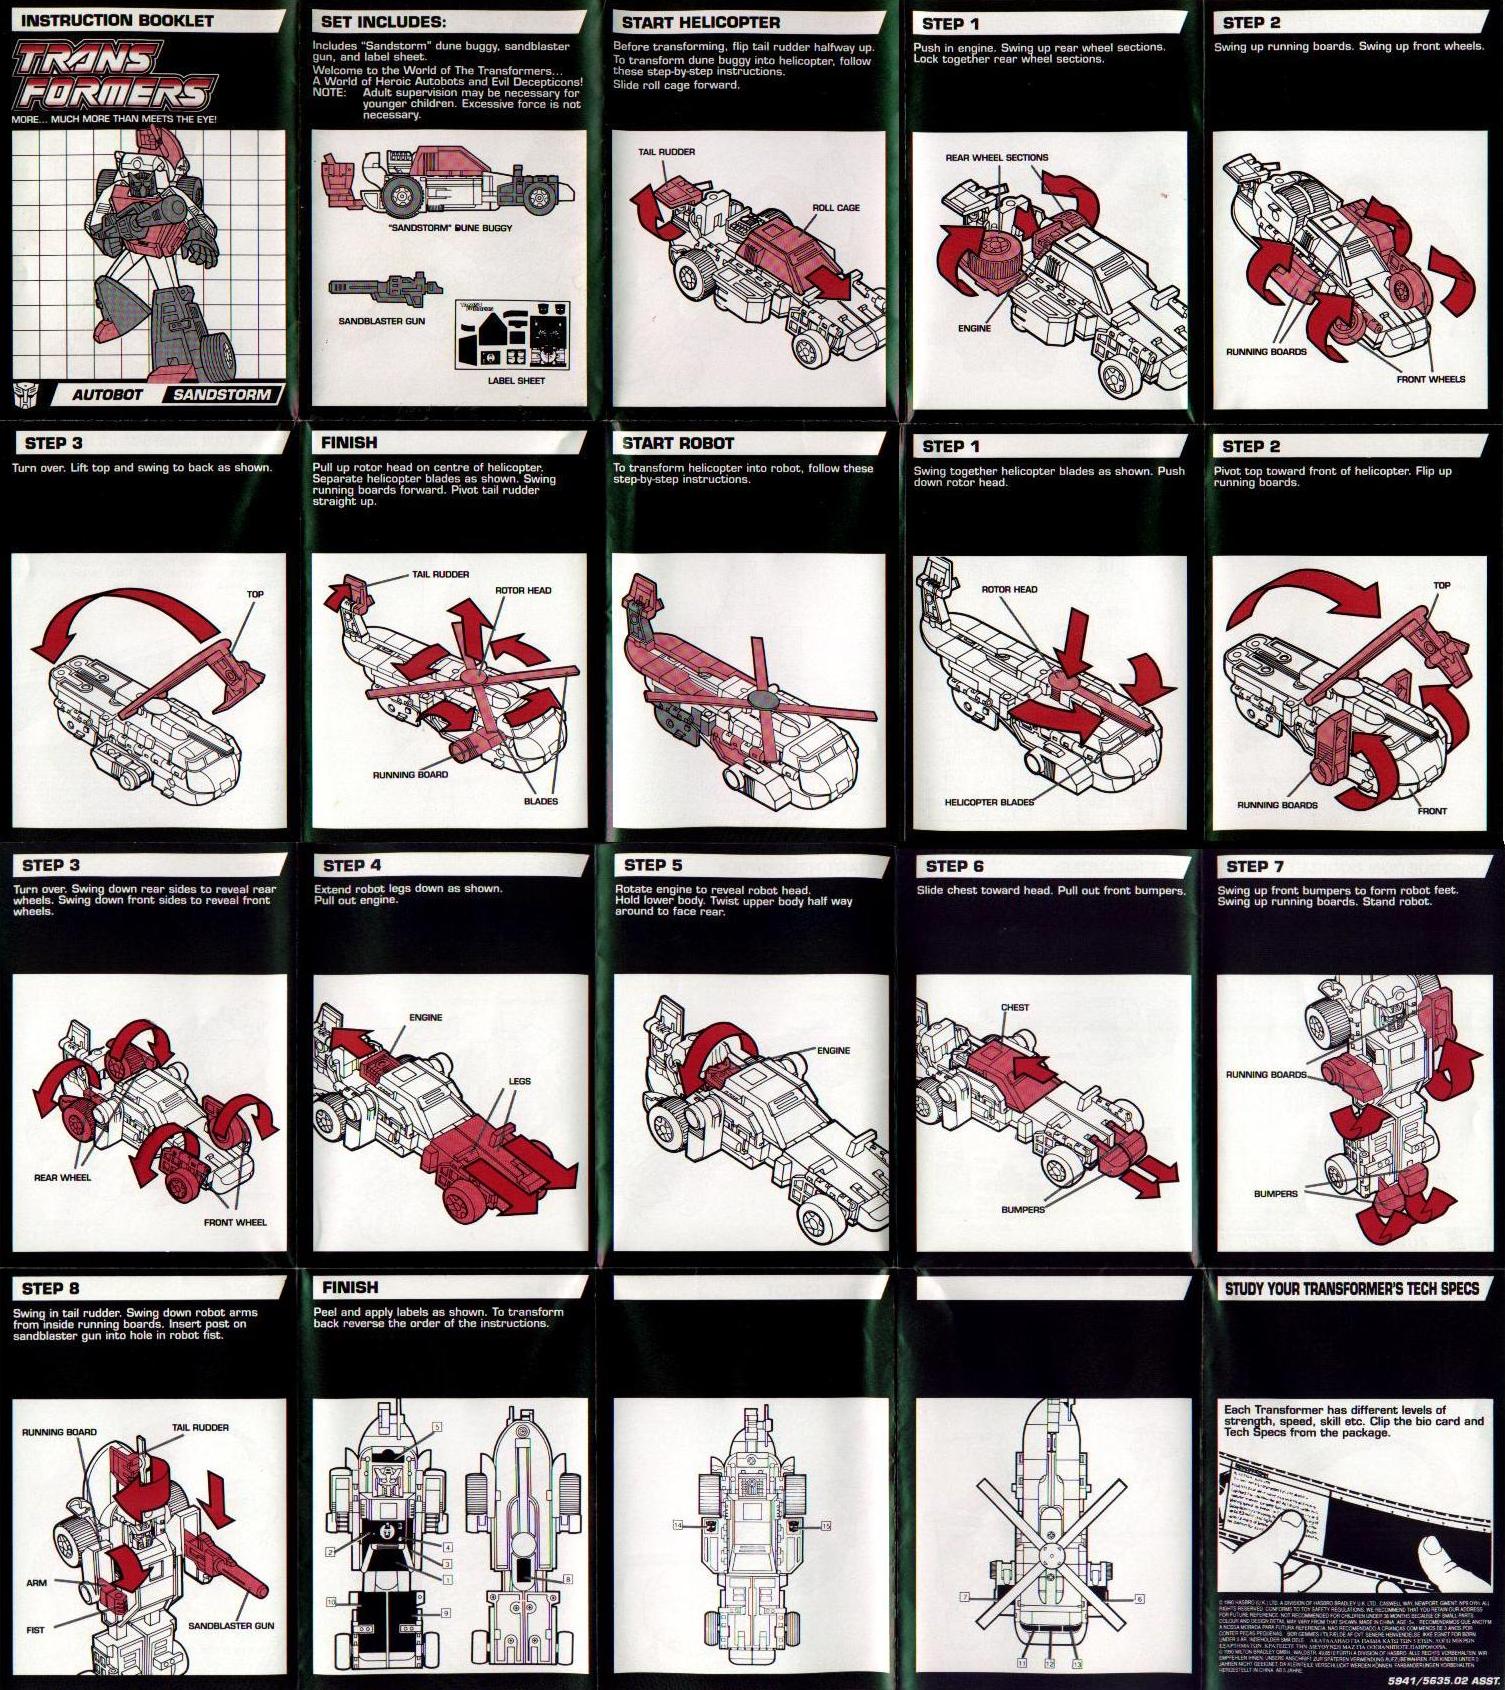 INSTRUCTION BOOKLET
TRANS
FORMERS
MORE... MUCH MORE THAN MEETS THE EYE!
AUTOBOT SANDSTORM
SET INCLUDES:
Includes "Sandstorm" dune buggy, sandblaster
gun, and label sheet.
Welcome to the World of The Transformers...
A World of Heroic Autobots and Evil Decepticons!
NOTE: Adult supervision may be necessary for
younger children. Excessive force is not
necessary.
"SANDSTORM" DUNE BUGGY
SANDBLASTER GUN
LABEL SHEET
START HELICOPTER
Before transforming, flip tail rudder halfway up.
To transform dune buggy into helicopter, follow
these step-by-step instructions.
Slide roll cage forward.
TAIL RUDDER
ROLL CAGE
STEP 1
Push in engine. Swing up rear wheel sections.
Lock together rear wheel sections.
REAR WHEEL SECTIONS
ENGINE
STEP 2
Swing up running boards. Swing up front wheels.
RUNNING BOARDS
FRONT WHEELS
STEP 3
Turn over. Lift top and swing to back as shown.
TOP
FINISH
Pull up rotor head on centre of helicopter.
Separate helicopter blades as shown. Swing
running boards forward. Pivot tail rudder
straight up.
TAIL RUDDER
ROTOR HEAD
RUNNING BOARD
BLADES
START ROBOT
To transform helicopter into robot, follow these
step-by-step instructions.
STEP 1
Swing together helicopter blades as shown. Push
down rotor head.
ROTOR HEAD
HELICOPTER BLADES
STEP 2
Pivot top toward front of helicopter. Flip up
running boards.
TOP
RUNNING BOARDS
FRONT
STEP 3
Turn over. Swing down rear sides to reveal rear
wheels. Swing down front sides to reveal front
wheels.
REAR WHEEL
FRONT WHEEL
STEP 4
Extend robot legs down as shown.
Pull out engine.
ENGINE
LEGS
STEP 5
Rotate engine to reveal robot head.
Hold lower body. Twist upper body half way
around to face rear.
ENGINE
STEP 6
Slide chest toward head. Pull out front bumpers.
CHEST
BUMPERS
STEP 7
Swing up front bumpers to form robot feet.
Swing up running boards. Stand robot.
RUNNING BOARDS
BUMPERS
STEP 8
Swing in tail rudder. Swing down robot arms
from inside running boards. Insert post on
sandblaster gun into hole in robot fist.
RUNNING BOARD
TAIL RUDDER
ARM
FIST
SANDBLASTER GUN
FINISH
Peel and apply labels as shown. To transform
back reverse the order of the instructions.
5
2
4
3
1
10
9
8
14
15
7
6
11 12 13
STUDY YOUR TRANSFORMER'S TECH SPECS
Each Transformer has different levels of
strength, speed, skill etc. Clip the bio card and
Tech Specs from the package.
5941/5635.02 ASST.